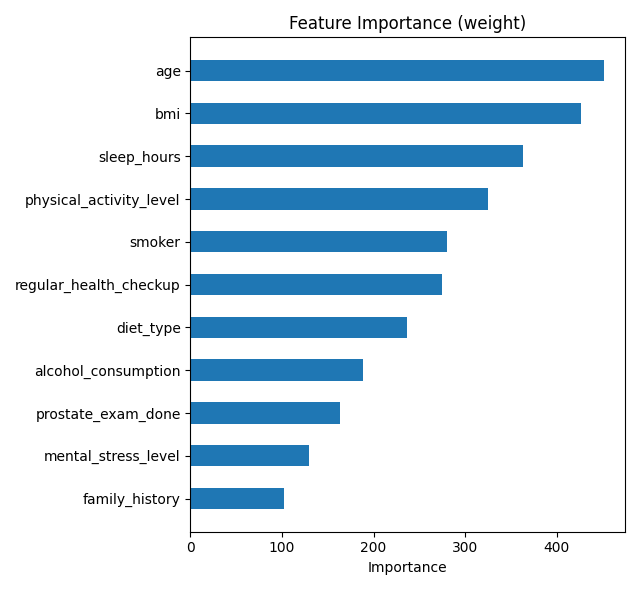 Feature Importance (weight)
age
bmi
sleep_hours
physical_activity_level
smoker
regular_health_checkup
diet_type
alcohol_consumption
prostate_exam_done
mental_stress_level
family_history
0 100 200 300 400
Importance